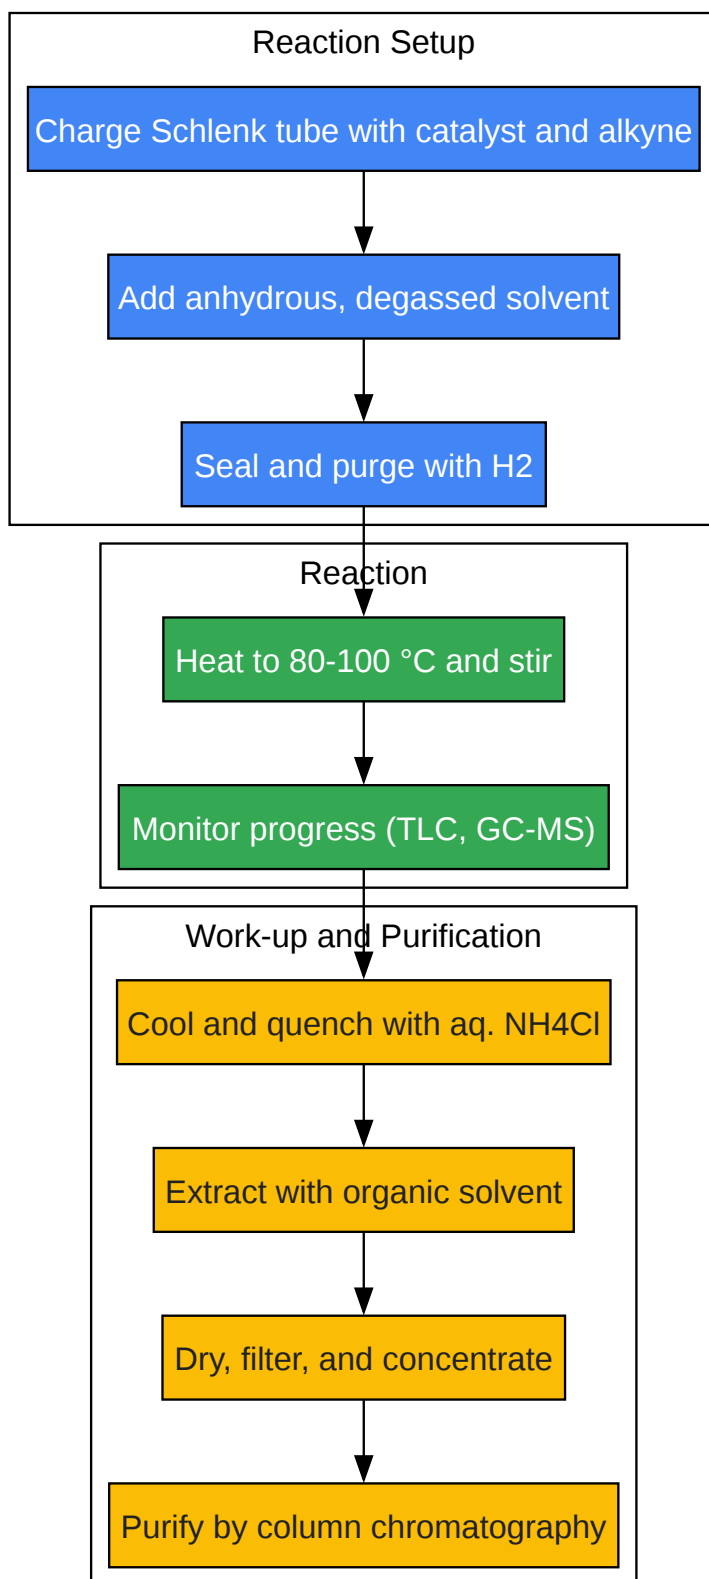 Reaction Setup
Charge Schlenk tube with catalyst and alkyne
Add anhydrous, degassed solvent
Seal and purge with H2
Reaction
Heat to 80-100 °C and stir
Monitor progress (TLC, GC-MS)
Work-up and Purification
Cool and quench with aq. NH4Cl
Extract with organic solvent
Dry, filter, and concentrate
Purify by column chromatography